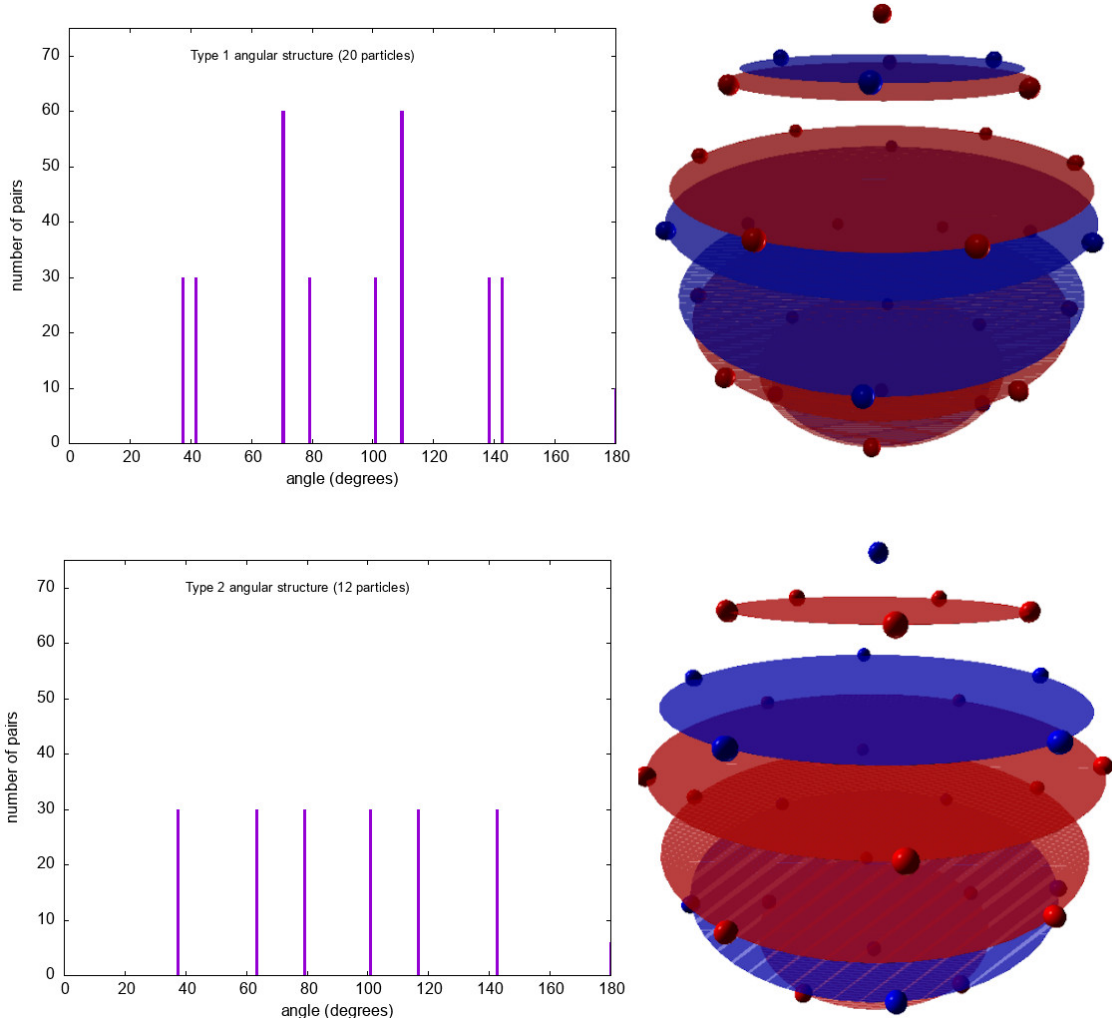 Type 1 angular structure (20 particles)
number of pairs
70
60
50
40
30
20
10
0
0 20 40 60 80 100 120 140 160 180
angle (degrees)
Type 2 angular structure (12 particles)
number of pairs
70
60
50
40
30
20
10
0
0 20 40 60 80 100 120 140 160 180
angle (degrees)